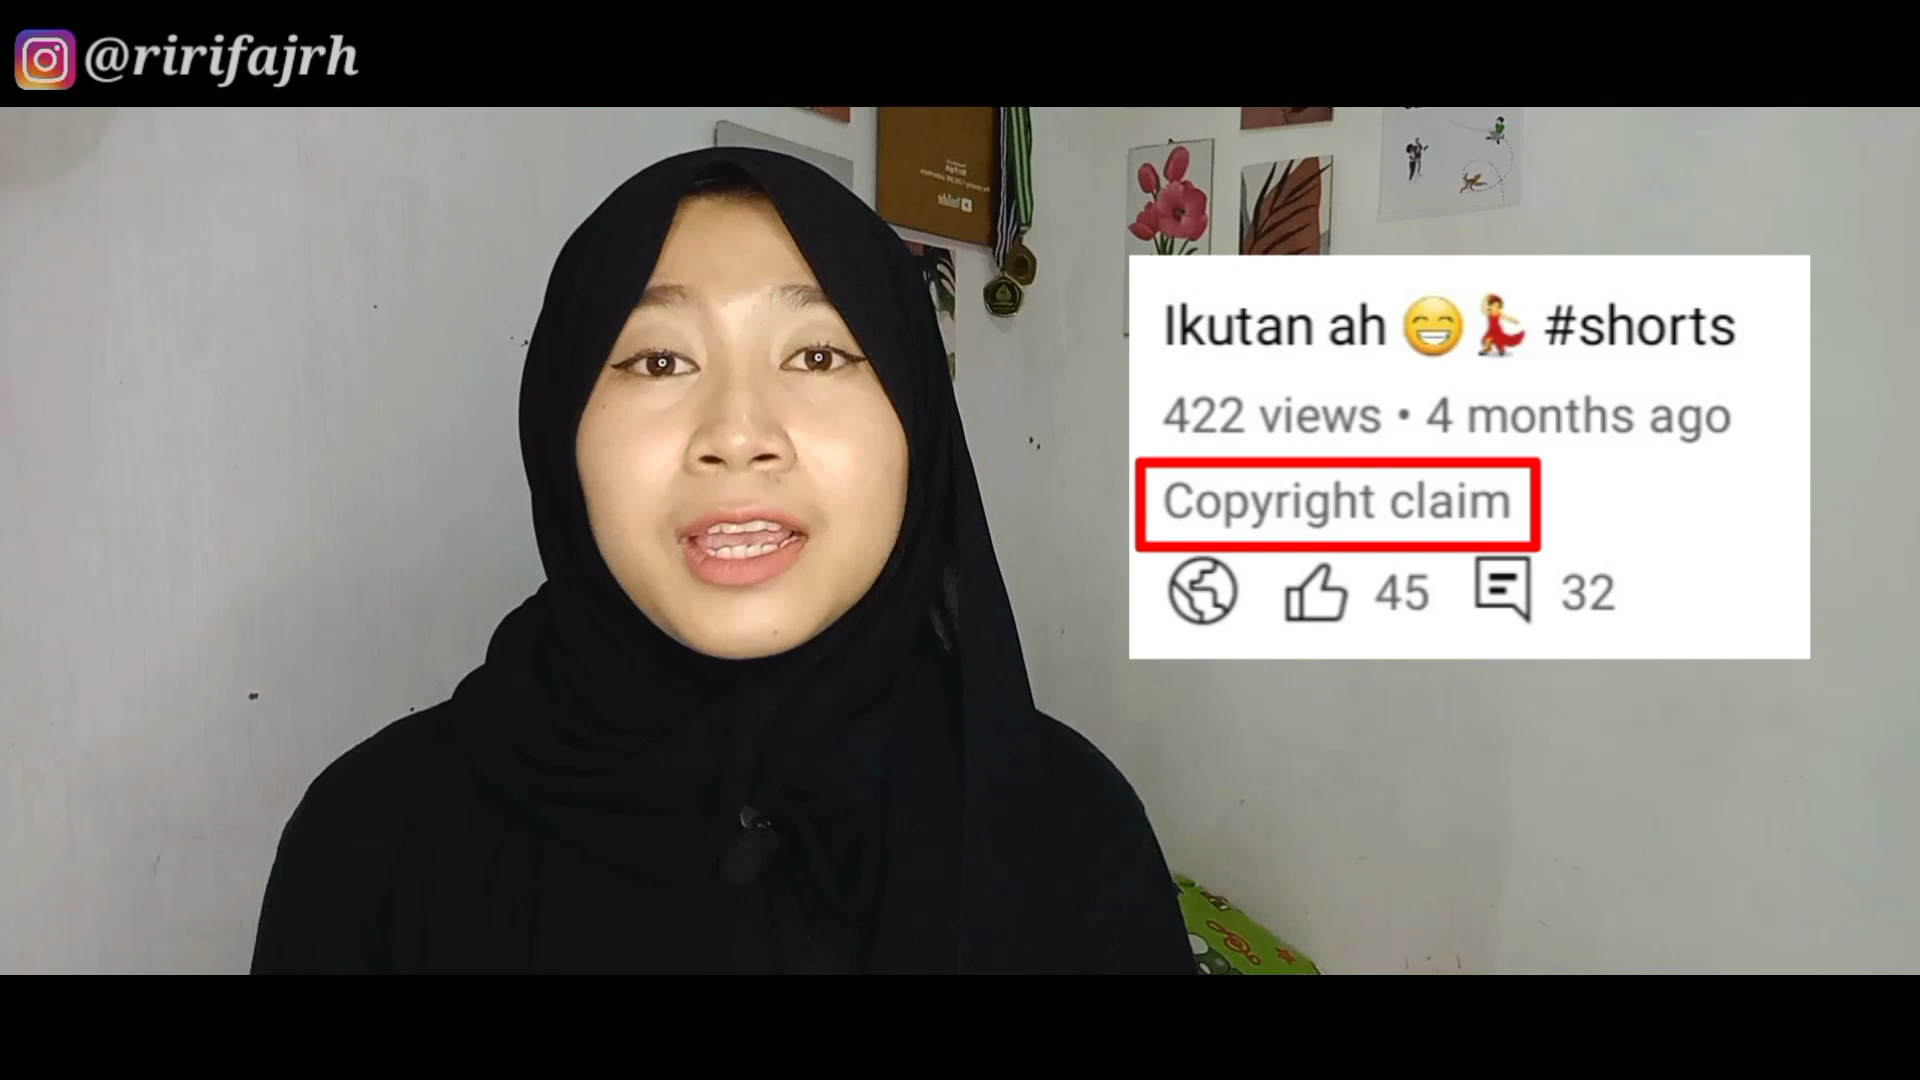 @ririfajrh
Ikutan ah 😁💃 #shorts
422 views • 4 months ago
Copyright claim
45 32